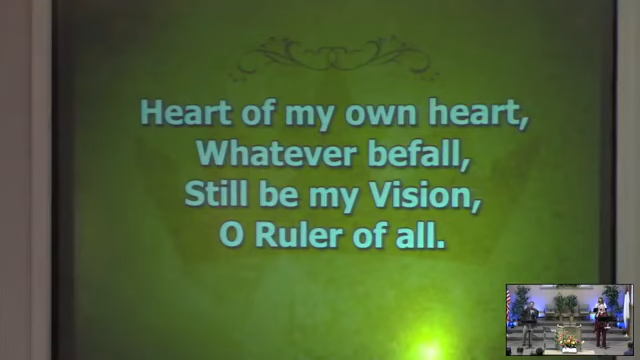 Heart of my own heart,
Whatever befall,
Still be my Vision,
O Ruler of all.